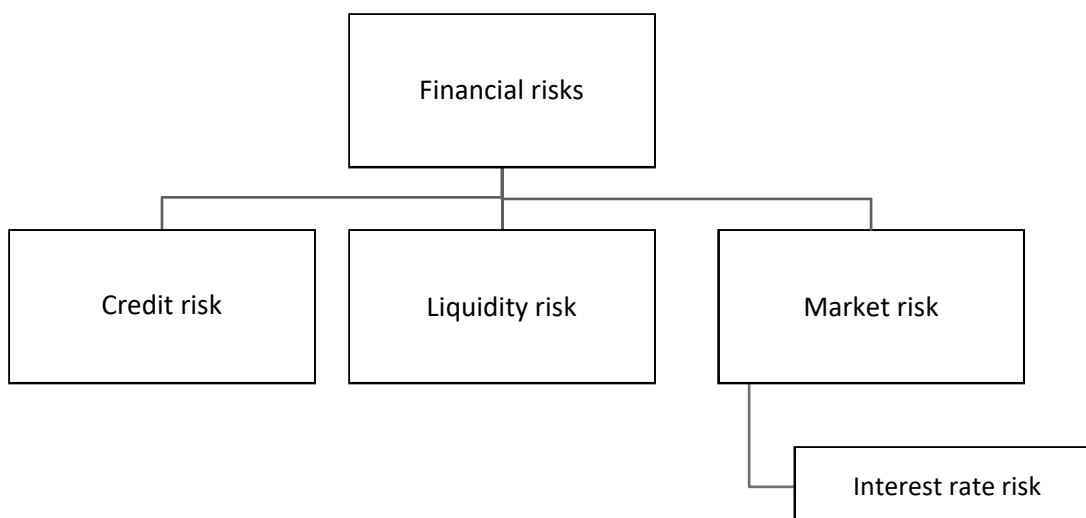 Financial risks
Credit risk
Liquidity risk
Market risk
Interest rate risk